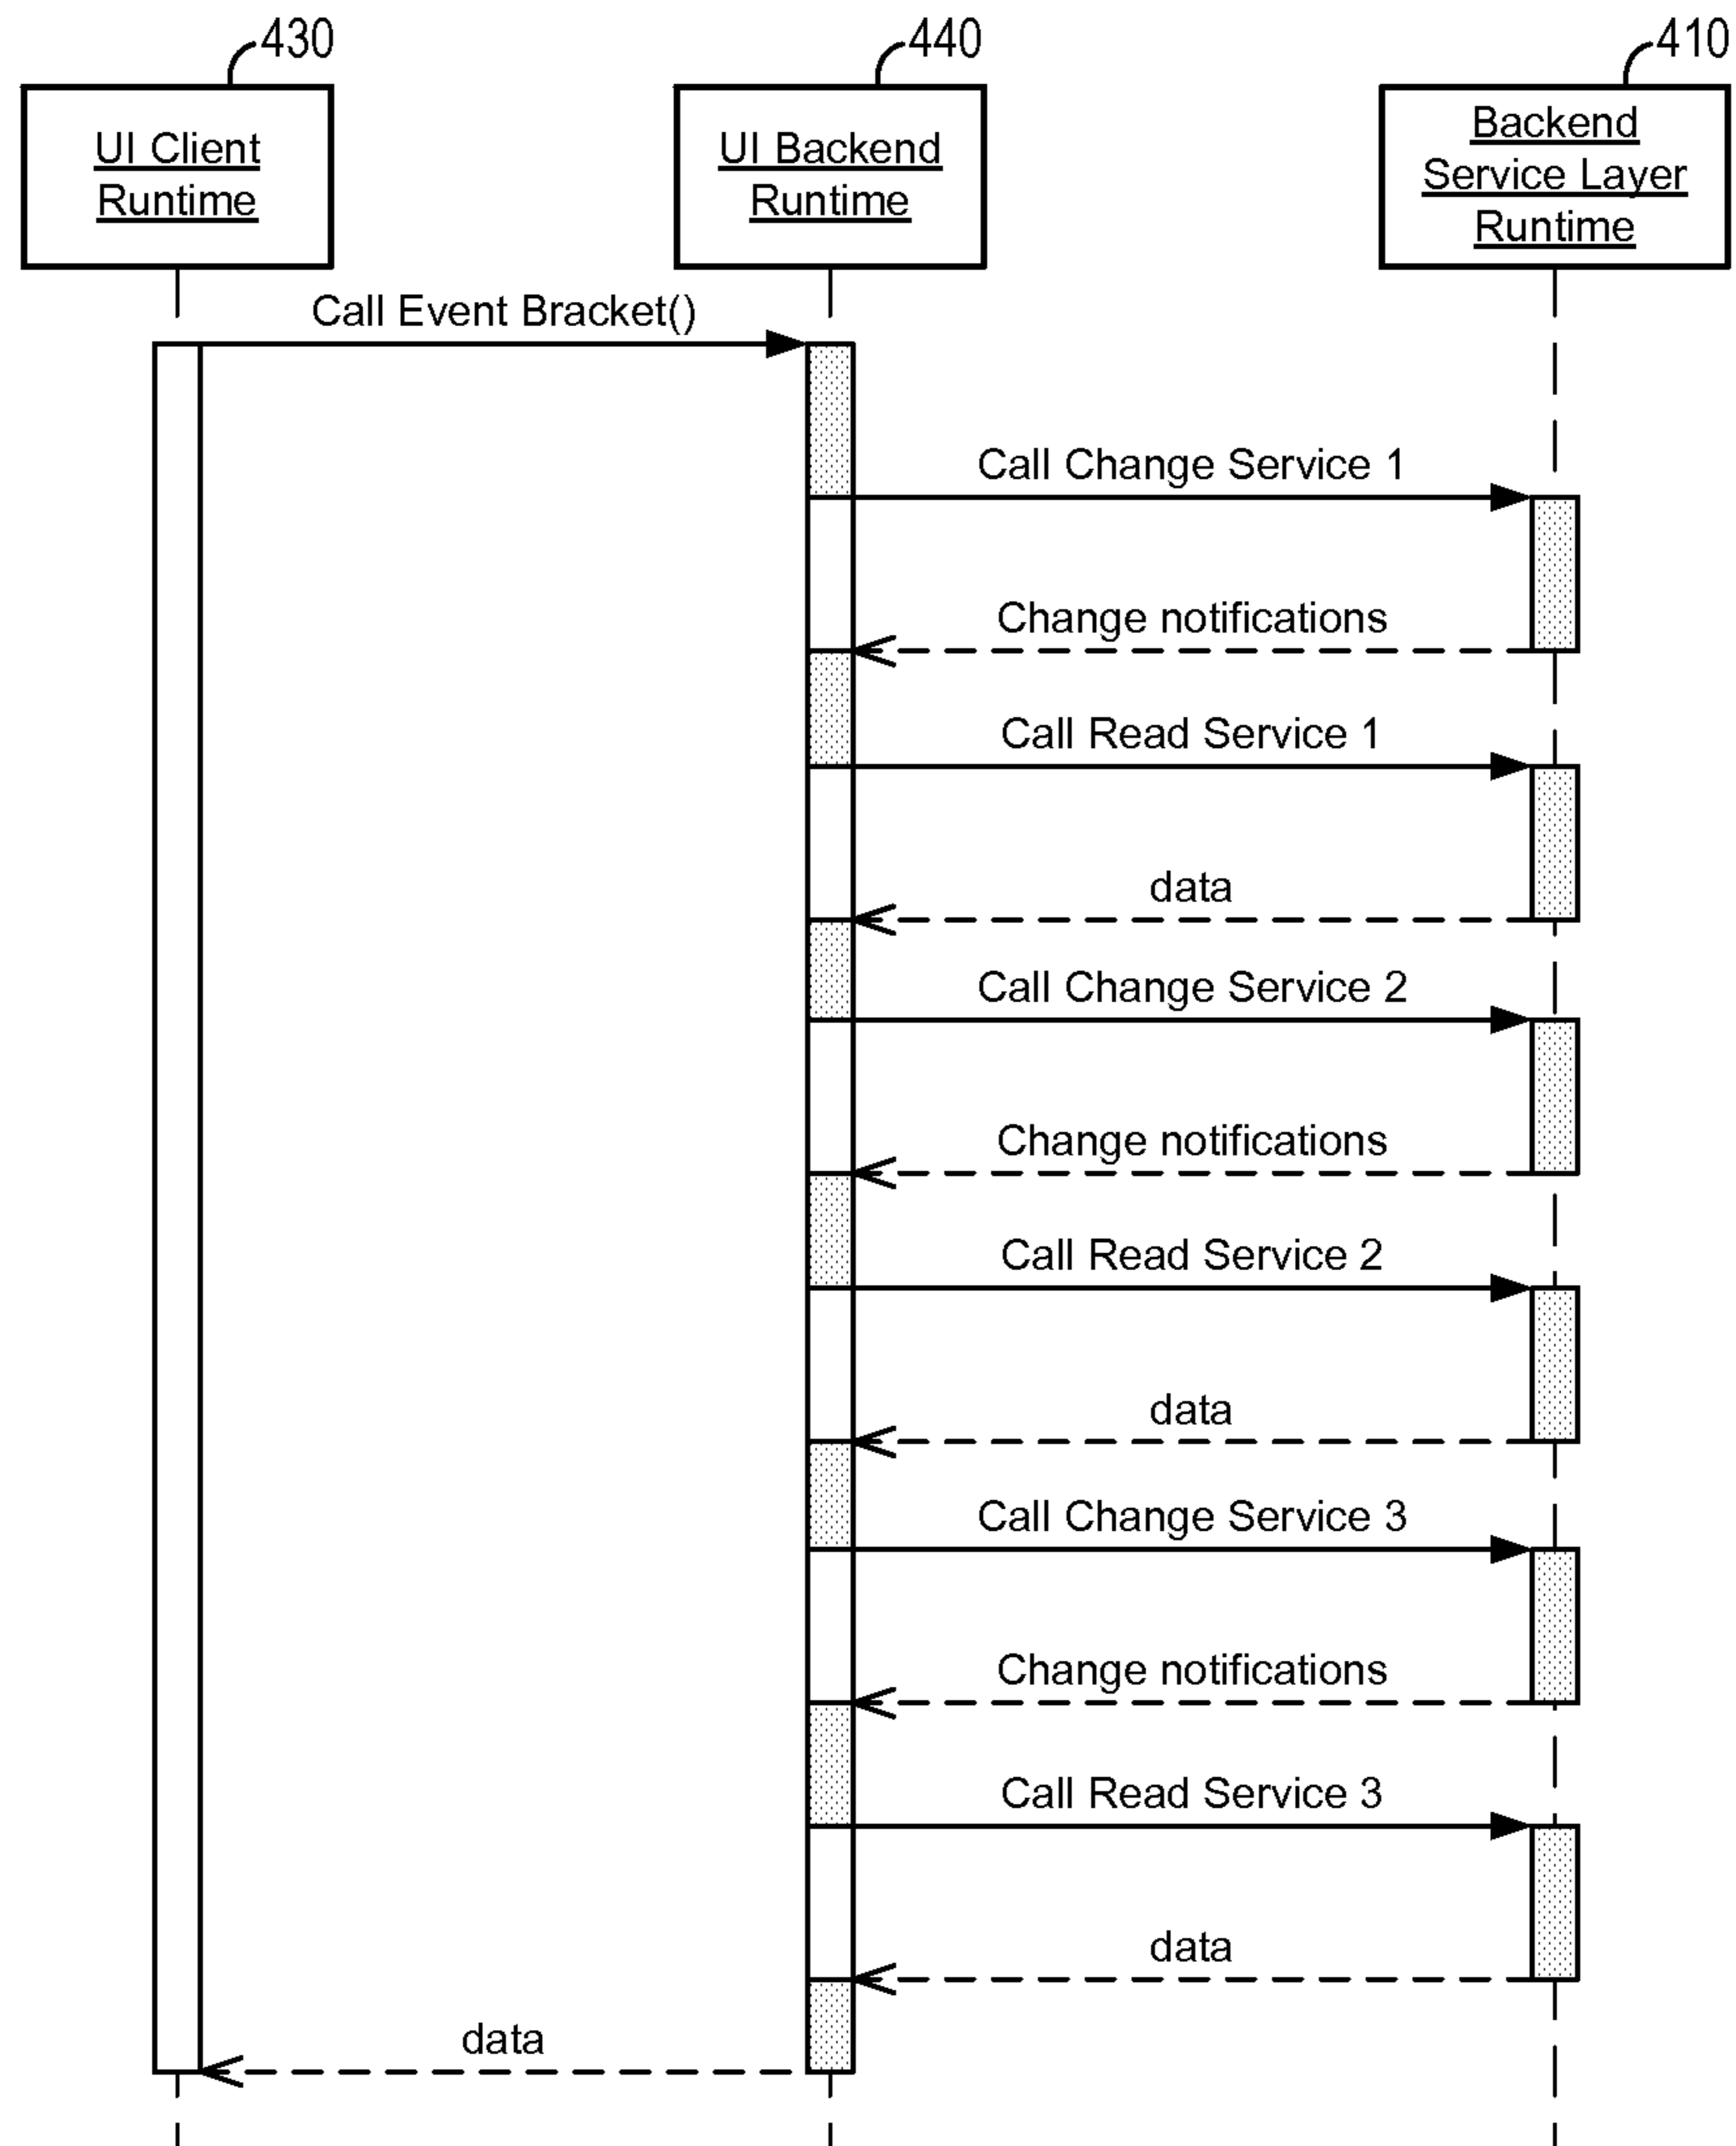 430
440
410
UI Client
Runtime
UI Backend
Runtime
Backend
Service Layer
Runtime
Call Event Bracket()
Call Change Service 1
Change notifications
Call Read Service 1
data
Call Change Service 2
Change notifications
Call Read Service 2
data
Call Change Service 3
Change notifications
Call Read Service 3
data
data